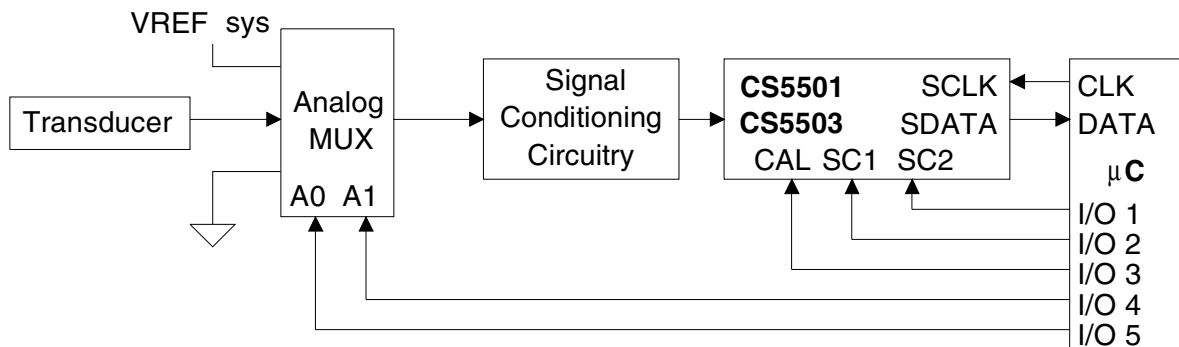 VREF sys
Transducer
Analog
MUX
A0 A1
Signal
Conditioning
Circuitry
CS5501 SCLK
CS5503 SDATA
CAL SC1 SC2
CLK
DATA
µC
I/O 1
I/O 2
I/O 3
I/O 4
I/O 5